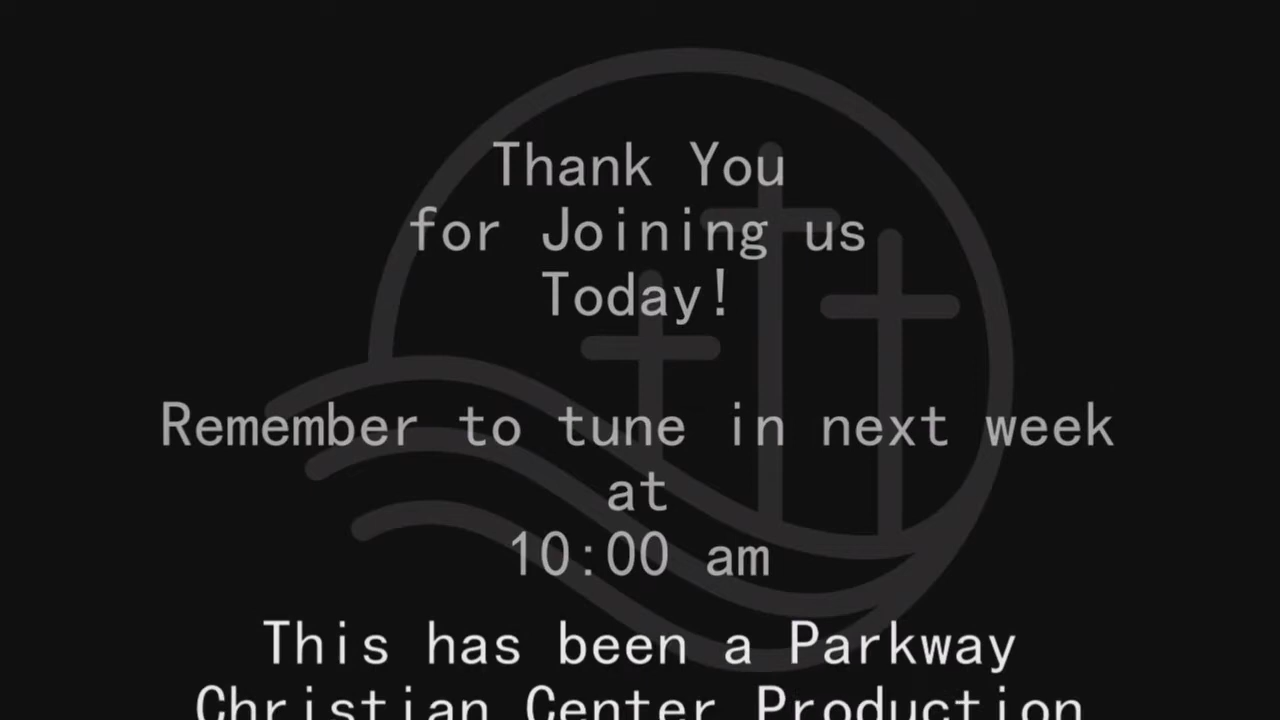 Thank You
for Joining us
Today!
Remember to tune in next week
at
10:00 am
This has been a Parkway
Christian Center Production